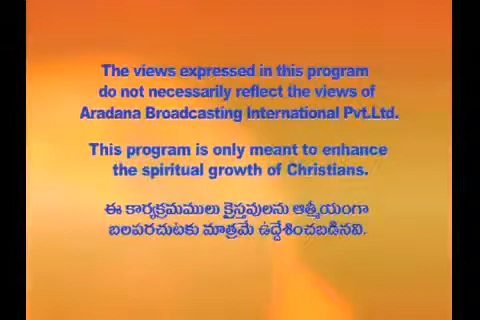 The views expressed in this program
do not necessarily reflect the views of
Aradana Broadcasting International Pvt.Ltd.
This program is only meant to enhance
the spiritual growth of Christians.
ఈ కార్యక్రమములు క్రైస్తవులను ఆత్మీయంగా
బలపరచుటకు మాత్రమే ఉద్దేశించబడినవి.